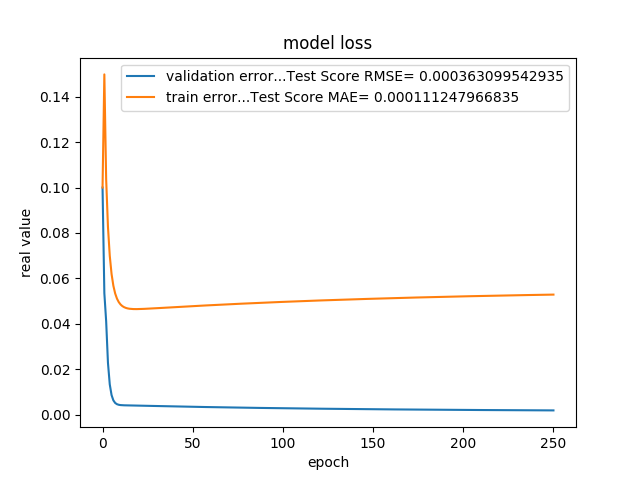 model loss
validation error...Test Score RMSE= 0.000363099542935
train error...Test Score MAE= 0.000111247966835
real value
0.14
0.12
0.10
0.08
0.06
0.04
0.02
0.00
0 50 100 150 200 250
epoch